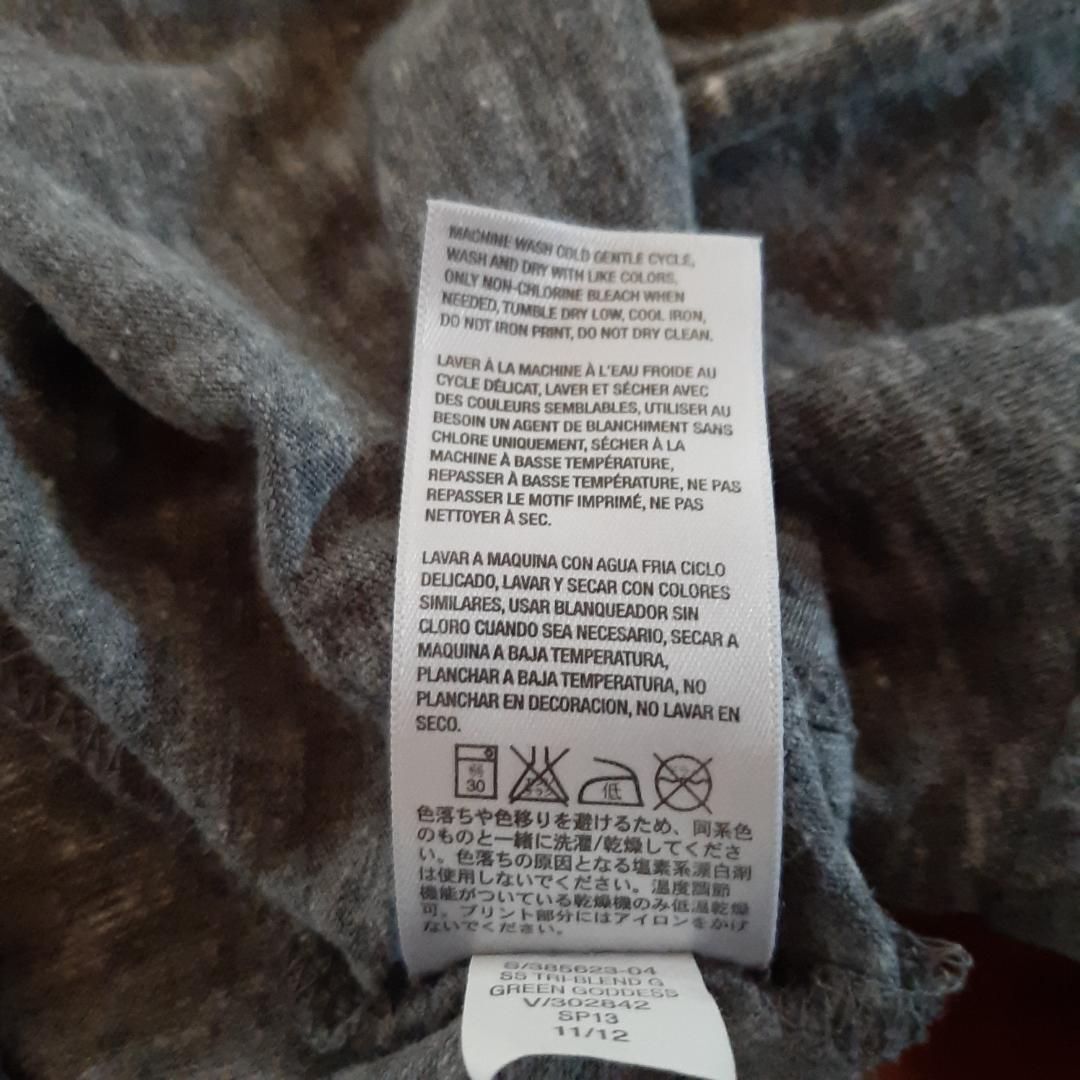 MACHINE WASH COLD GENTLE CYCLE,
WASH AND DRY WITH LIKE COLORS,
ONLY NON-CHLORINE BLEACH WHEN
NEEDED, TUMBLE DRY LOW, COOL IRON,
DO NOT IRON PRINT, DO NOT DRY CLEAN.
LAVER À LA MACHINE À L'EAU FROIDE AU
CYCLE DÉLICAT, LAVER ET SÉCHER AVEC
DES COULEURS SEMBLABLES, UTILISER AU
BESOIN UN AGENT DE BLANCHIMENT SANS
CHLORE UNIQUEMENT, SÉCHER À LA
MACHINE À BASSE TEMPÉRATURE,
REPASSER À BASSE TEMPÉRATURE, NE PAS
REPASSER LE MOTIF IMPRIMÉ, NE PAS
NETTOYER À SEC.
LAVAR A MAQUINA CON AGUA FRIA CICLO
DELICADO, LAVAR Y SECAR CON COLORES
SIMILARES, USAR BLANQUEADOR SIN
CLORO CUANDO SEA NECESARIO, SECAR A
MAQUINA A BAJA TEMPERATURA,
PLANCHAR A BAJA TEMPERATURA, NO
PLANCHAR EN DECORACION, NO LAVAR EN
SECO.
弱
30 低
色落ちや色移りを避けるため、同系色
のものと一緒に洗濯/乾燥してくださ
い。色落ちの原因となる塩素系漂白剤
は使用しないでください。温度調節
機能がついている乾燥機のみ低温乾燥
可。プリント部分にはアイロンをかけ
ないでください。
S/385623-04
SS TRI-BLEND G
GREEN GODDESS
V/302842
SP13
11/12